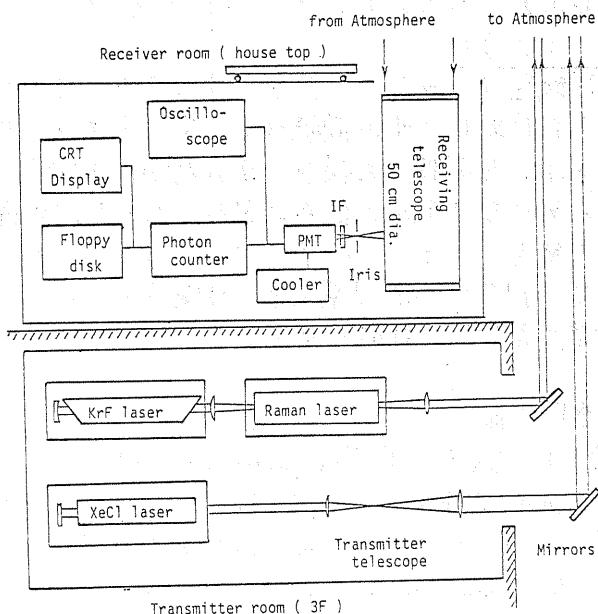 from Atmosphere
to Atmosphere
Receiver room ( house top )
Oscillo-
scope
CRT
Display
Floppy
disk
Photon
counter
PMT
Cooler
IF
Iris
Receiving
telescope
50 cm dia.
KrF laser
Raman laser
XeCl laser
Transmitter
telescope
Mirrors
Transmitter room ( 3F )